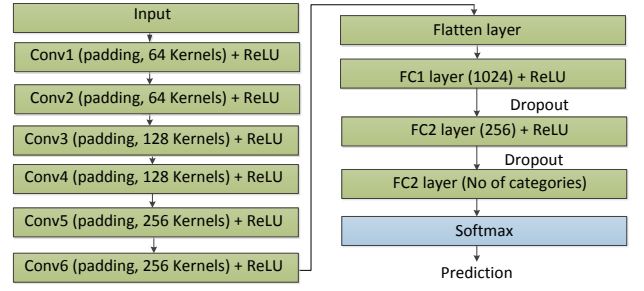 Input
Conv1 (padding, 64 Kernels) + ReLU
Conv2 (padding, 64 Kernels) + ReLU
Conv3 (padding, 128 Kernels) + ReLU
Conv4 (padding, 128 Kernels) + ReLU
Conv5 (padding, 256 Kernels) + ReLU
Conv6 (padding, 256 Kernels) + ReLU
Flatten layer
FC1 layer (1024) + ReLU
Dropout
FC2 layer (256) + ReLU
Dropout
FC2 layer (No of categories)
Softmax
Prediction